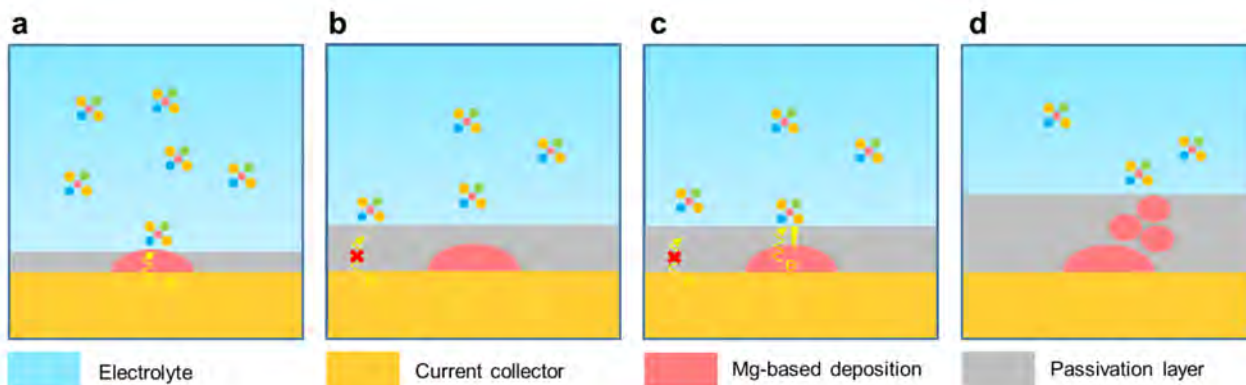 a b c d
Electrolyte Current collector Mg-based deposition Passivation layer